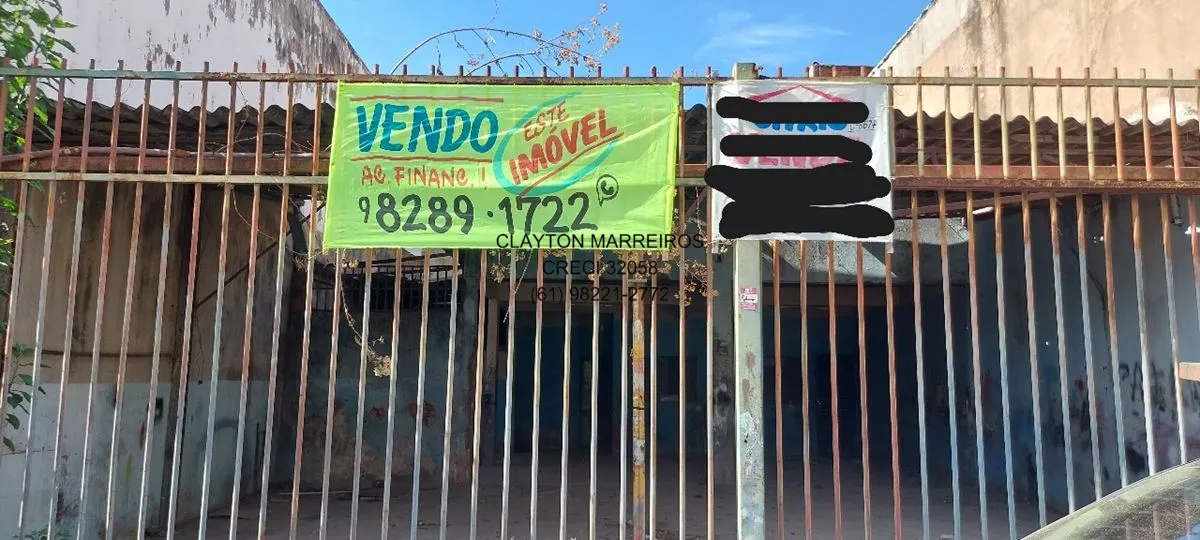 VENDO
ESTE
IMÓVEL
AC FINANC.!
98289.1722
CLAYTON MARREIROS
CRECI 32058
(61) 98221-2772